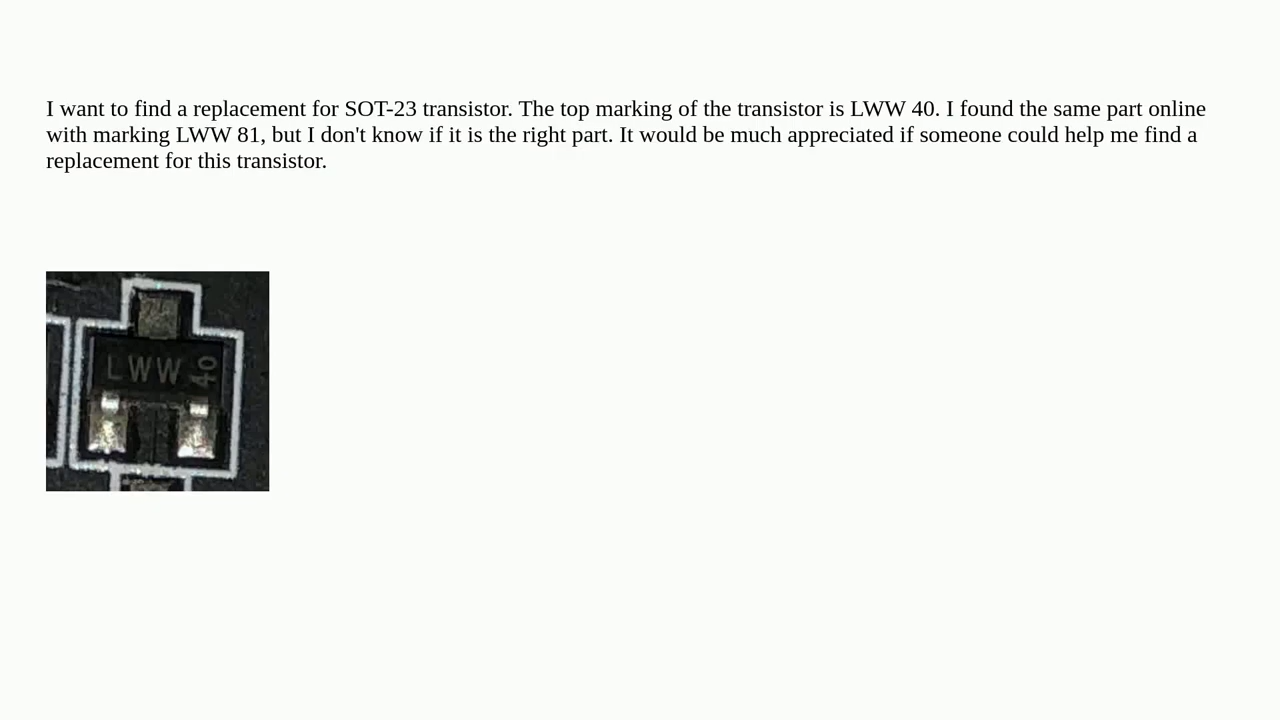 I want to find a replacement for SOT-23 transistor. The top marking of the transistor is LWW 40. I found the same part online
with marking LWW 81, but I don't know if it is the right part. It would be much appreciated if someone could help me find a
replacement for this transistor.
LWW 40